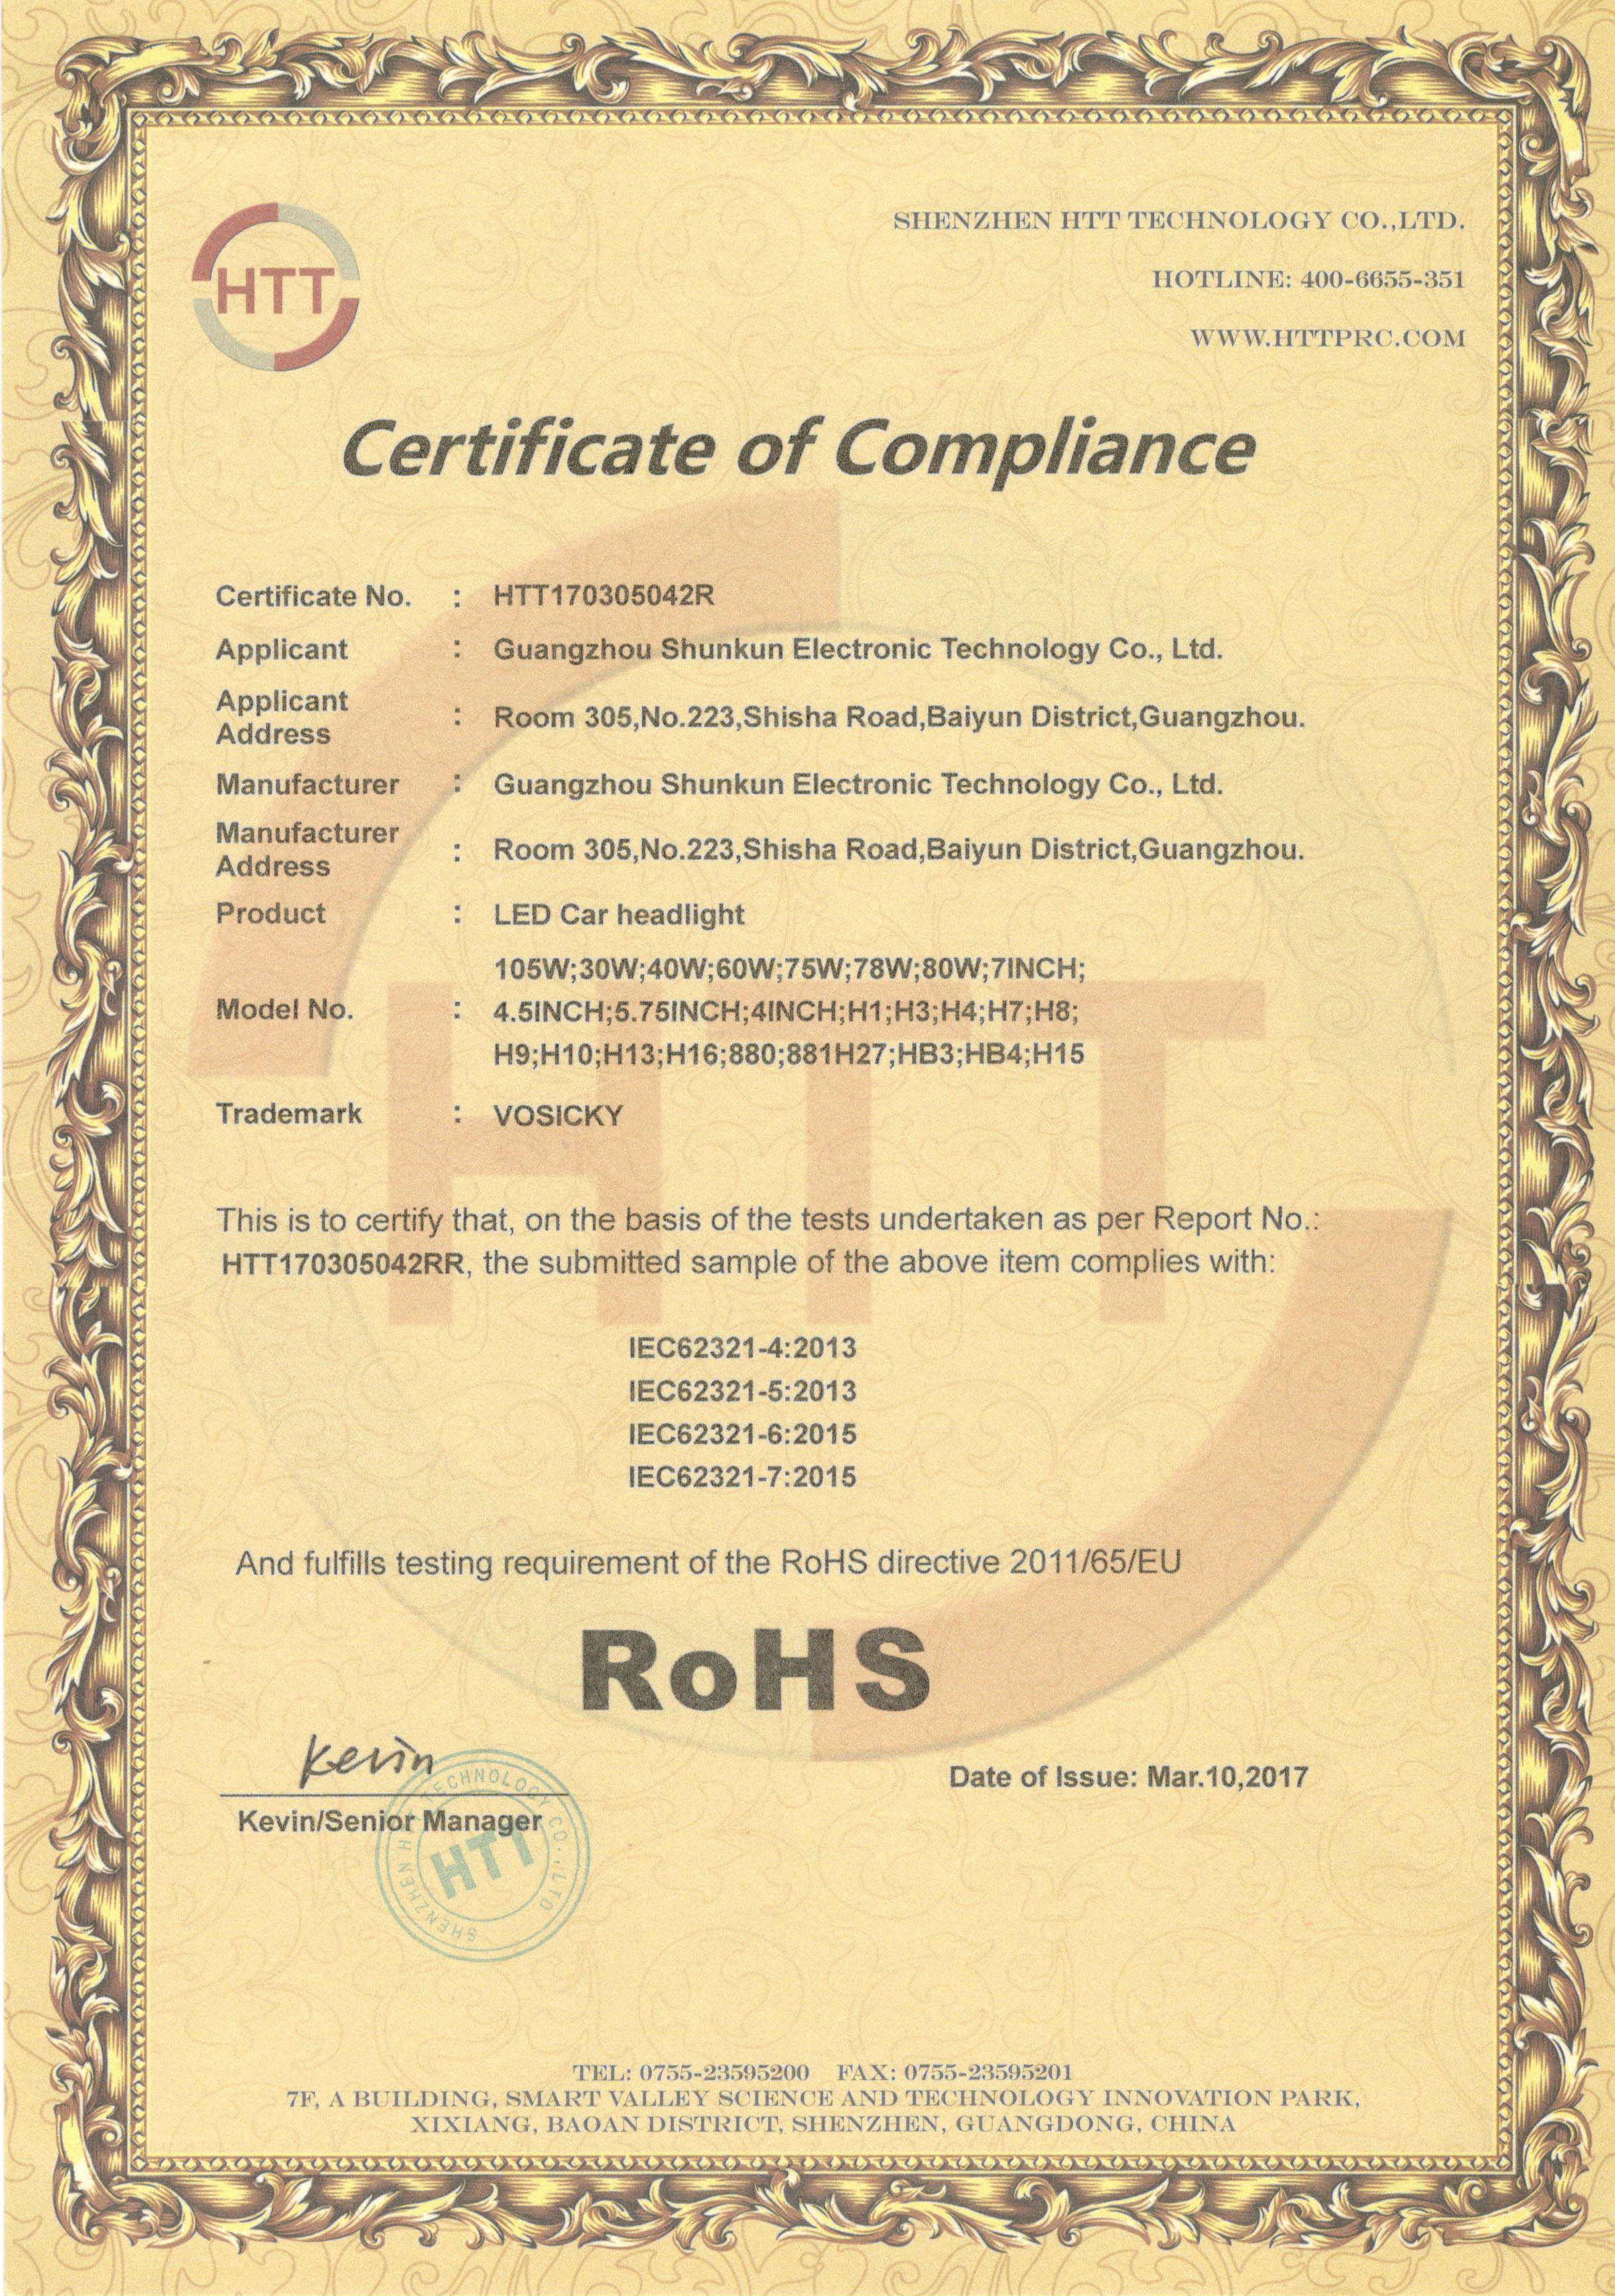 HTT
SHENZHEN HTT TECHNOLOGY CO.,LTD.
HOTLINE: 400-6655-351
WWW.HTTPRC.COM
Certificate of Compliance
Certificate No. : HTT170305042R
Applicant : Guangzhou Shunkun Electronic Technology Co., Ltd.
Applicant
Address : Room 305,No.223,Shisha Road,Baiyun District,Guangzhou.
Manufacturer : Guangzhou Shunkun Electronic Technology Co., Ltd.
Manufacturer
Address : Room 305,No.223,Shisha Road,Baiyun District,Guangzhou.
Product : LED Car headlight
105W;30W;40W;60W;75W;78W;80W;7INCH;
Model No. : 4.5INCH;5.75INCH;4INCH;H1;H3;H4;H7;H8;
H9;H10;H13;H16;880;881H27;HB3;HB4;H15
Trademark : VOSICKY
HTT
This is to certify that, on the basis of the tests undertaken as per Report No.:
HTT170305042RR, the submitted sample of the above item complies with:
IEC62321-4:2013
IEC62321-5:2013
IEC62321-6:2015
IEC62321-7:2015
And fulfills testing requirement of the RoHS directive 2011/65/EU
RoHS
Kevin
Kevin/Senior Manager
Date of Issue: Mar.10,2017
SHENZHEN HTT TECHNOLOGY CO.,LTD
HTT
TEL: 0755-23595200 FAX: 0755-23595201
7F, A BUILDING, SMART VALLEY SCIENCE AND TECHNOLOGY INNOVATION PARK,
XIXIANG, BAOAN DISTRICT, SHENZHEN, GUANGDONG, CHINA